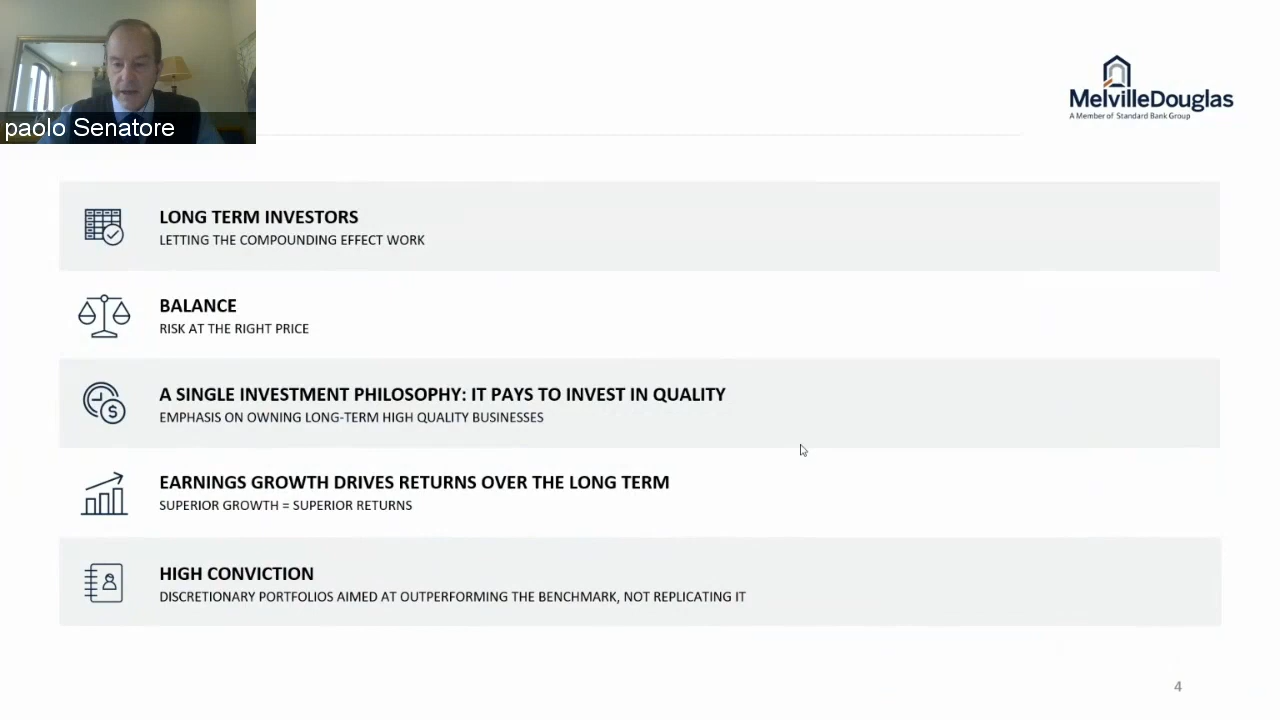 paolo Senatore
MelvilleDouglas
A Member of Standard Bank Group
LONG TERM INVESTORS
LETTING THE COMPOUNDING EFFECT WORK
BALANCE
RISK AT THE RIGHT PRICE
A SINGLE INVESTMENT PHILOSOPHY: IT PAYS TO INVEST IN QUALITY
EMPHASIS ON OWNING LONG-TERM HIGH QUALITY BUSINESSES
$
EARNINGS GROWTH DRIVES RETURNS OVER THE LONG TERM
SUPERIOR GROWTH = SUPERIOR RETURNS
HIGH CONVICTION
DISCRETIONARY PORTFOLIOS AIMED AT OUTPERFORMING THE BENCHMARK, NOT REPLICATING IT
4